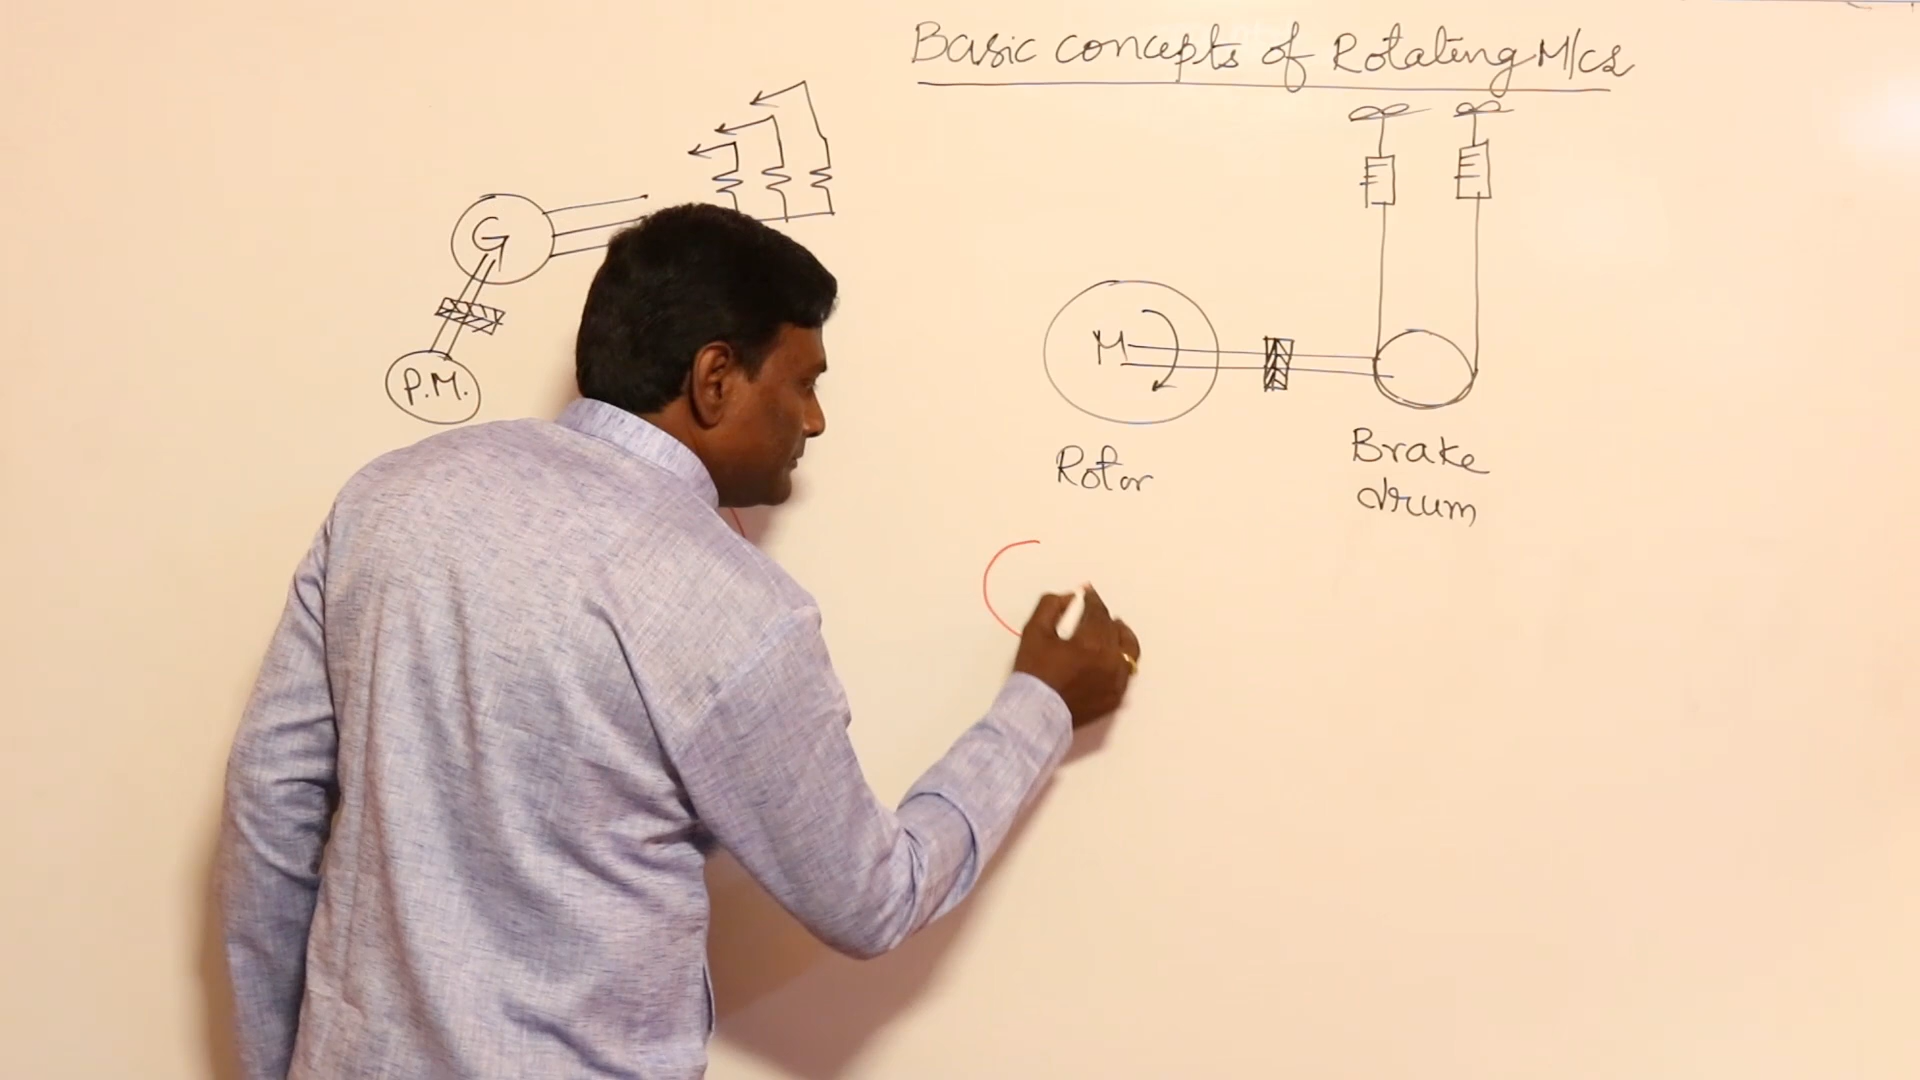 Basic concepts of Rotating M/cs
G
P.M.
M
Rotor
Brake
drum